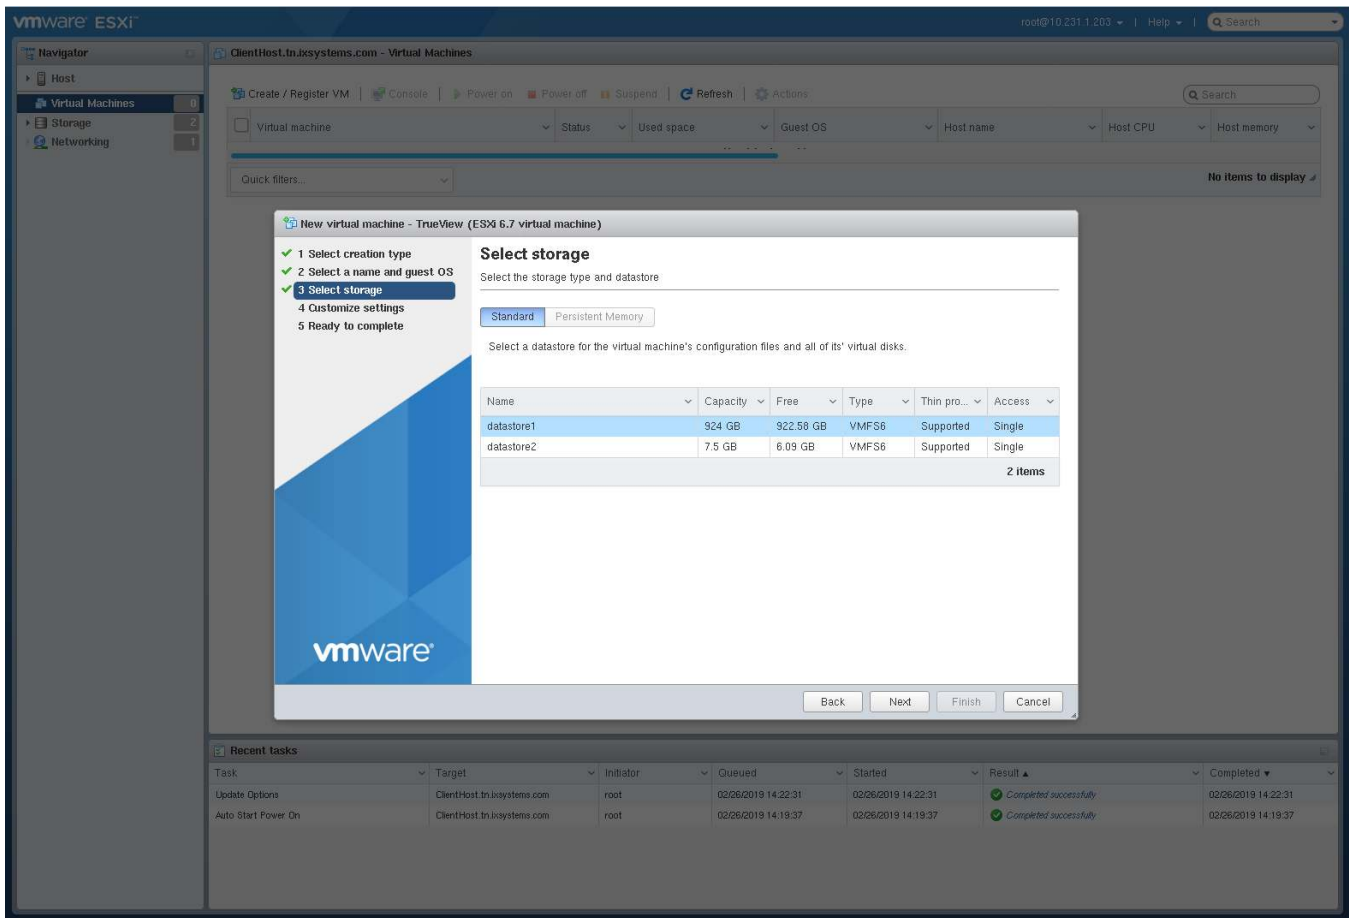 vmware ESXi™
root@10.231.1.203 | Help | Search
Navigator
Host
Virtual Machines 0
Storage 2
Networking 1
ClientHost.tn.ixsystems.com - Virtual Machines
Create / Register VM | Console | Power on Power off Suspend | Refresh | Actions
Search
Virtual machine Status Used space Guest OS Host name Host CPU Host memory
Quick filters...
No items to display
New virtual machine - TrueView (ESXi 6.7 virtual machine)
1 Select creation type
2 Select a name and guest OS
3 Select storage
4 Customize settings
5 Ready to complete
vmware®
Select storage
Select the storage type and datastore
Standard Persistent Memory
Select a datastore for the virtual machine's configuration files and all of its' virtual disks.
Name Capacity Free Type Thin pro... Access
datastore1 924 GB 922.58 GB VMFS6 Supported Single
datastore2 7.5 GB 6.09 GB VMFS6 Supported Single
2 items
Back Next Finish Cancel
Recent tasks
Task Target Initiator Queued Started Result Completed
Update Options ClientHost.tn.ixsystems.com root 02/26/2019 14:22:31 02/26/2019 14:22:31 Completed successfully 02/26/2019 14:22:31
Auto Start Power On ClientHost.tn.ixsystems.com root 02/26/2019 14:19:37 02/26/2019 14:19:37 Completed successfully 02/26/2019 14:19:37